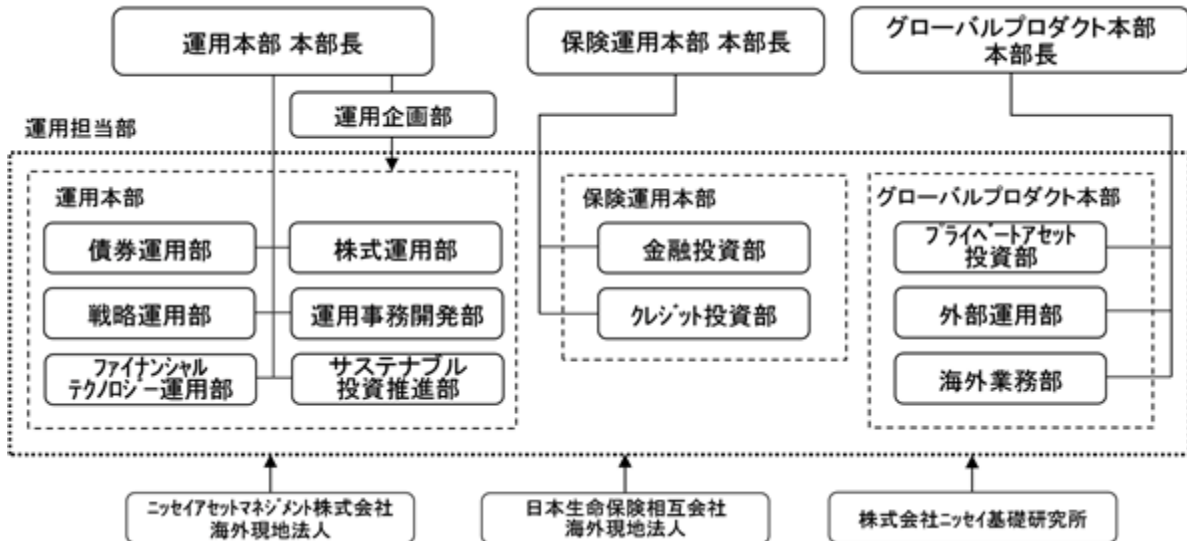 運用本部 本部長
保険運用本部 本部長
グローバルプロダクト本部
本部長
運用企画部
運用担当部
運用本部
債券運用部
株式運用部
戦略運用部
運用事務開発部
ファイナンシャル
テクノロジー運用部
サステナブル
投資推進部
保険運用本部
金融投資部
クレジット投資部
グローバルプロダクト本部
プライベートアセット
投資部
外部運用部
海外業務部
ニッセイアセットマネジメント株式会社
海外現地法人
日本生命保険相互会社
海外現地法人
株式会社ニッセイ基礎研究所